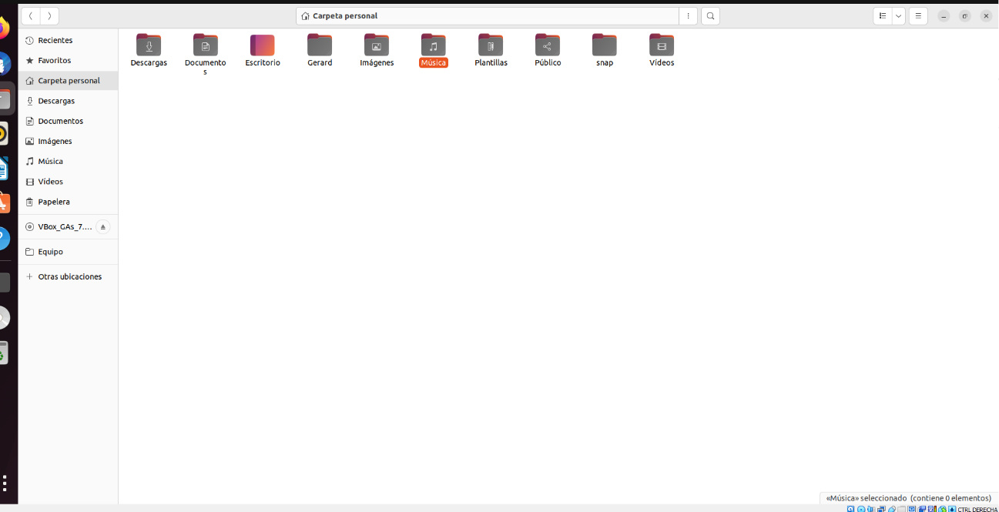 Carpeta personal
Recientes
Favoritos
Carpeta personal
Descargas
Documentos
Imágenes
Música
Vídeos
Papelera
VBox_GAs_7....
Equipo
Otras ubicaciones
Descargas
Documento
s
Escritorio
Gerard
Imágenes
Música
Plantillas
Público
snap
Vídeos
«Música» seleccionado (contiene 0 elementos)
CTRL DERECHA